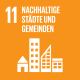 11 NACHHALTIGE
STÄDTE UND
GEMEINDEN